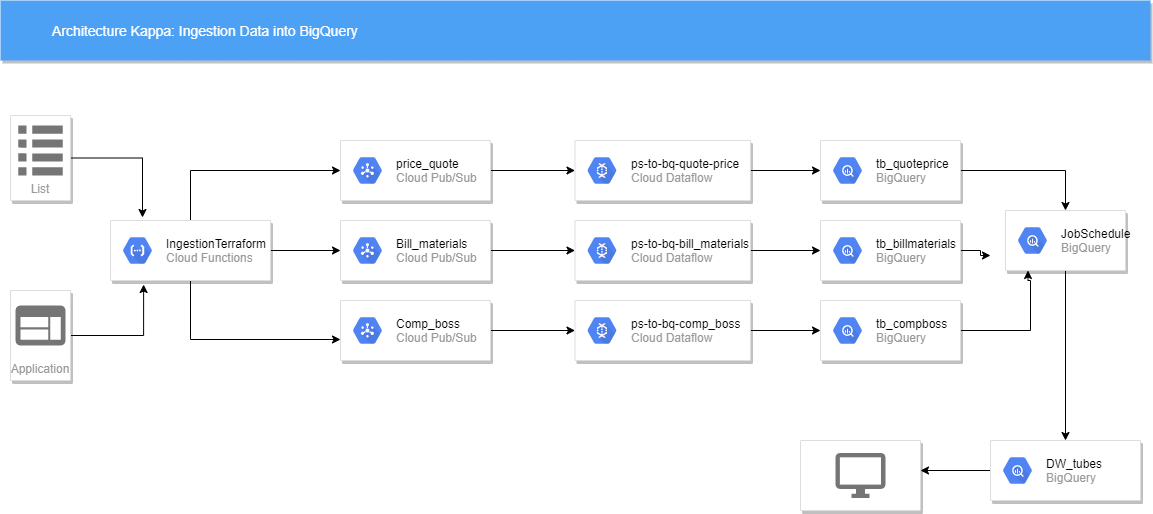 Architecture Kappa: Ingestion Data into BigQuery
List
Application
IngestionTerraform
Cloud Functions
price_quote
Cloud Pub/Sub
ps-to-bq-quote-price
Cloud Dataflow
tb_quoteprice
BigQuery
Bill_materials
Cloud Pub/Sub
ps-to-bq-bill_materials
Cloud Dataflow
tb_billmaterials
BigQuery
Comp_boss
Cloud Pub/Sub
ps-to-bq-comp_boss
Cloud Dataflow
tb_compboss
BigQuery
JobSchedule
BigQuery
DW_tubes
BigQuery